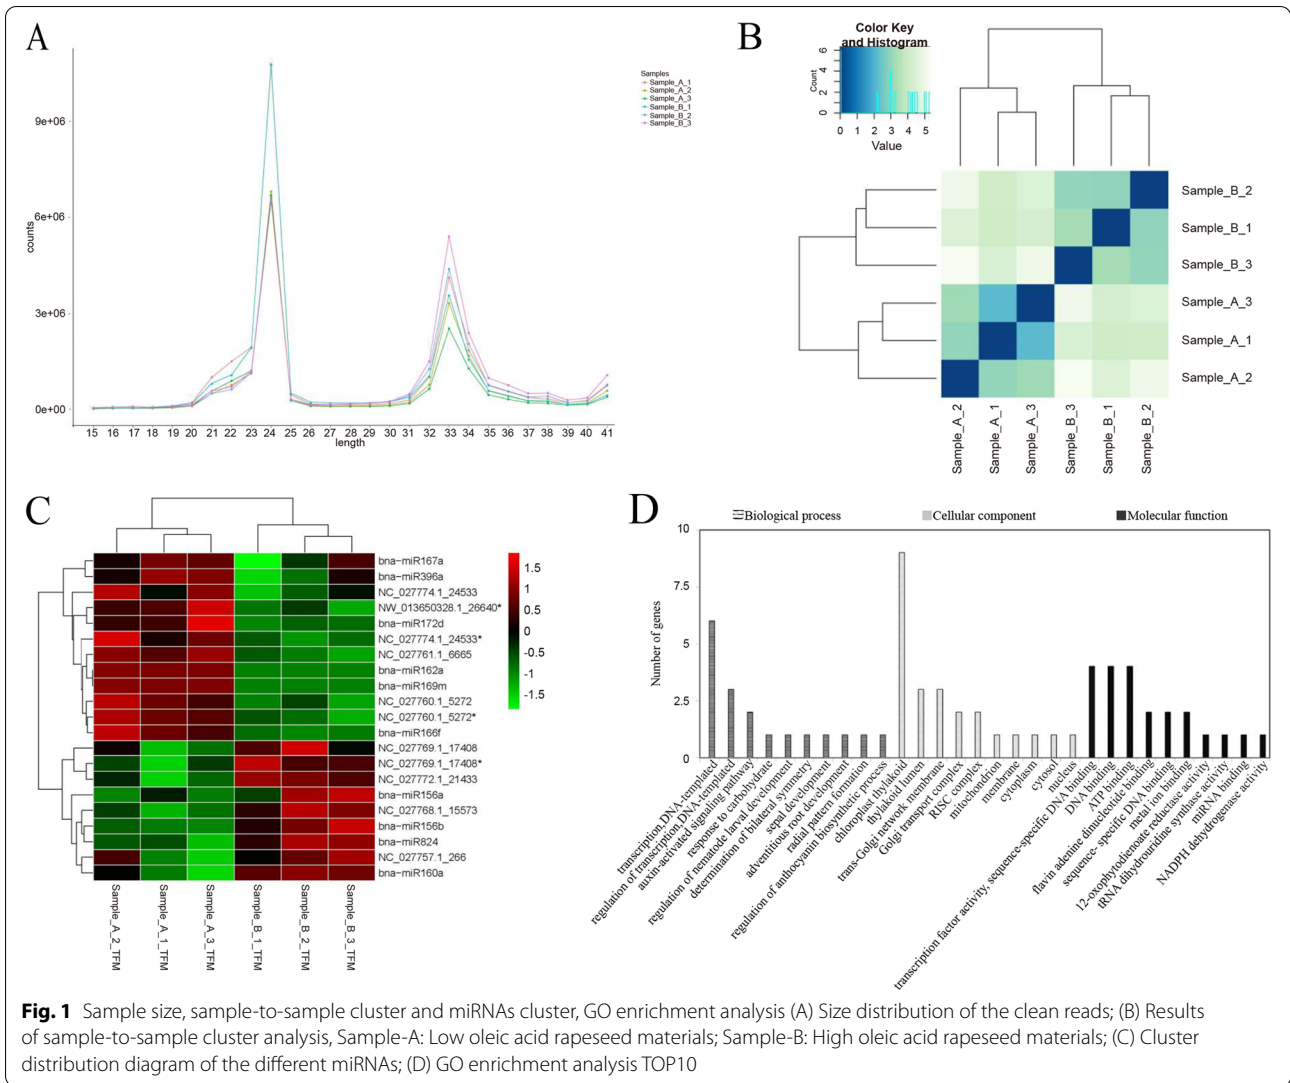 A
Samples
Sample_A_1
Sample_A_2
Sample_A_3
Sample_B_1
Sample_B_2
Sample_B_3
counts
9e+06
6e+06
3e+06
0e+00
15 16 17 18 19 20 21 22 23 24 25 26 27 28 29 30 31 32 33 34 35 36 37 38 39 40 41
length
B
Color Key
and Histogram
Count
0 2 4 6
0 1 2 3 4 5
Value
Sample_B_2
Sample_B_1
Sample_B_3
Sample_A_3
Sample_A_1
Sample_A_2
Sample_A_2
Sample_A_1
Sample_A_3
Sample_B_3
Sample_B_1
Sample_B_2
C
bna-miR167a
bna-miR396a
NC_027774.1_24533
NW_013650328.1_26640*
bna-miR172d
NC_027774.1_24533*
NC_027761.1_6665
bna-miR162a
bna-miR169m
NC_027760.1_5272
NC_027760.1_5272*
bna-miR166f
NC_027769.1_17408
NC_027769.1_17408*
NC_027772.1_21433
bna-miR156a
NC_027768.1_15573
bna-miR156b
bna-miR824
NC_027757.1_266
bna-miR160a
1.5
1
0.5
0
-0.5
-1
-1.5
Sample_A_2_TFM
Sample_A_1_TFM
Sample_A_3_TFM
Sample_B_1_TFM
Sample_B_2_TFM
Sample_B_3_TFM
D
Biological process
Cellular component
Molecular function
Number of genes
10
7.5
5
2.5
0
transcription, DNA-templated
regulation of transcription, DNA-templated
auxin-activated signaling pathway
response to carbohydrate
regulation of nematode larval development
determination of bilateral symmetry
sepal development
adventitious root development
radial pattern formation
regulation of anthocyanin biosynthetic process
chloroplast thylakoid
thylakoid lumen
trans-Golgi network membrane
Golgi transport complex
RISC complex
mitochondrion
membrane
cytoplasm
cytosol
nucleus
transcription factor activity, sequence-specific DNA binding
DNA binding
ATP binding
flavin adenine dinucleotide binding
sequence- specific DNA binding
metal ion binding
12-oxophytodienoate reductase activity
tRNA dihydrouridine synthase activity
miRNA binding
NADPH dehydrogenase activity
Fig. 1 Sample size, sample-to-sample cluster and miRNAs cluster, GO enrichment analysis (A) Size distribution of the clean reads; (B) Results
of sample-to-sample cluster analysis, Sample-A: Low oleic acid rapeseed materials; Sample-B: High oleic acid rapeseed materials; (C) Cluster
distribution diagram of the different miRNAs; (D) GO enrichment analysis TOP10